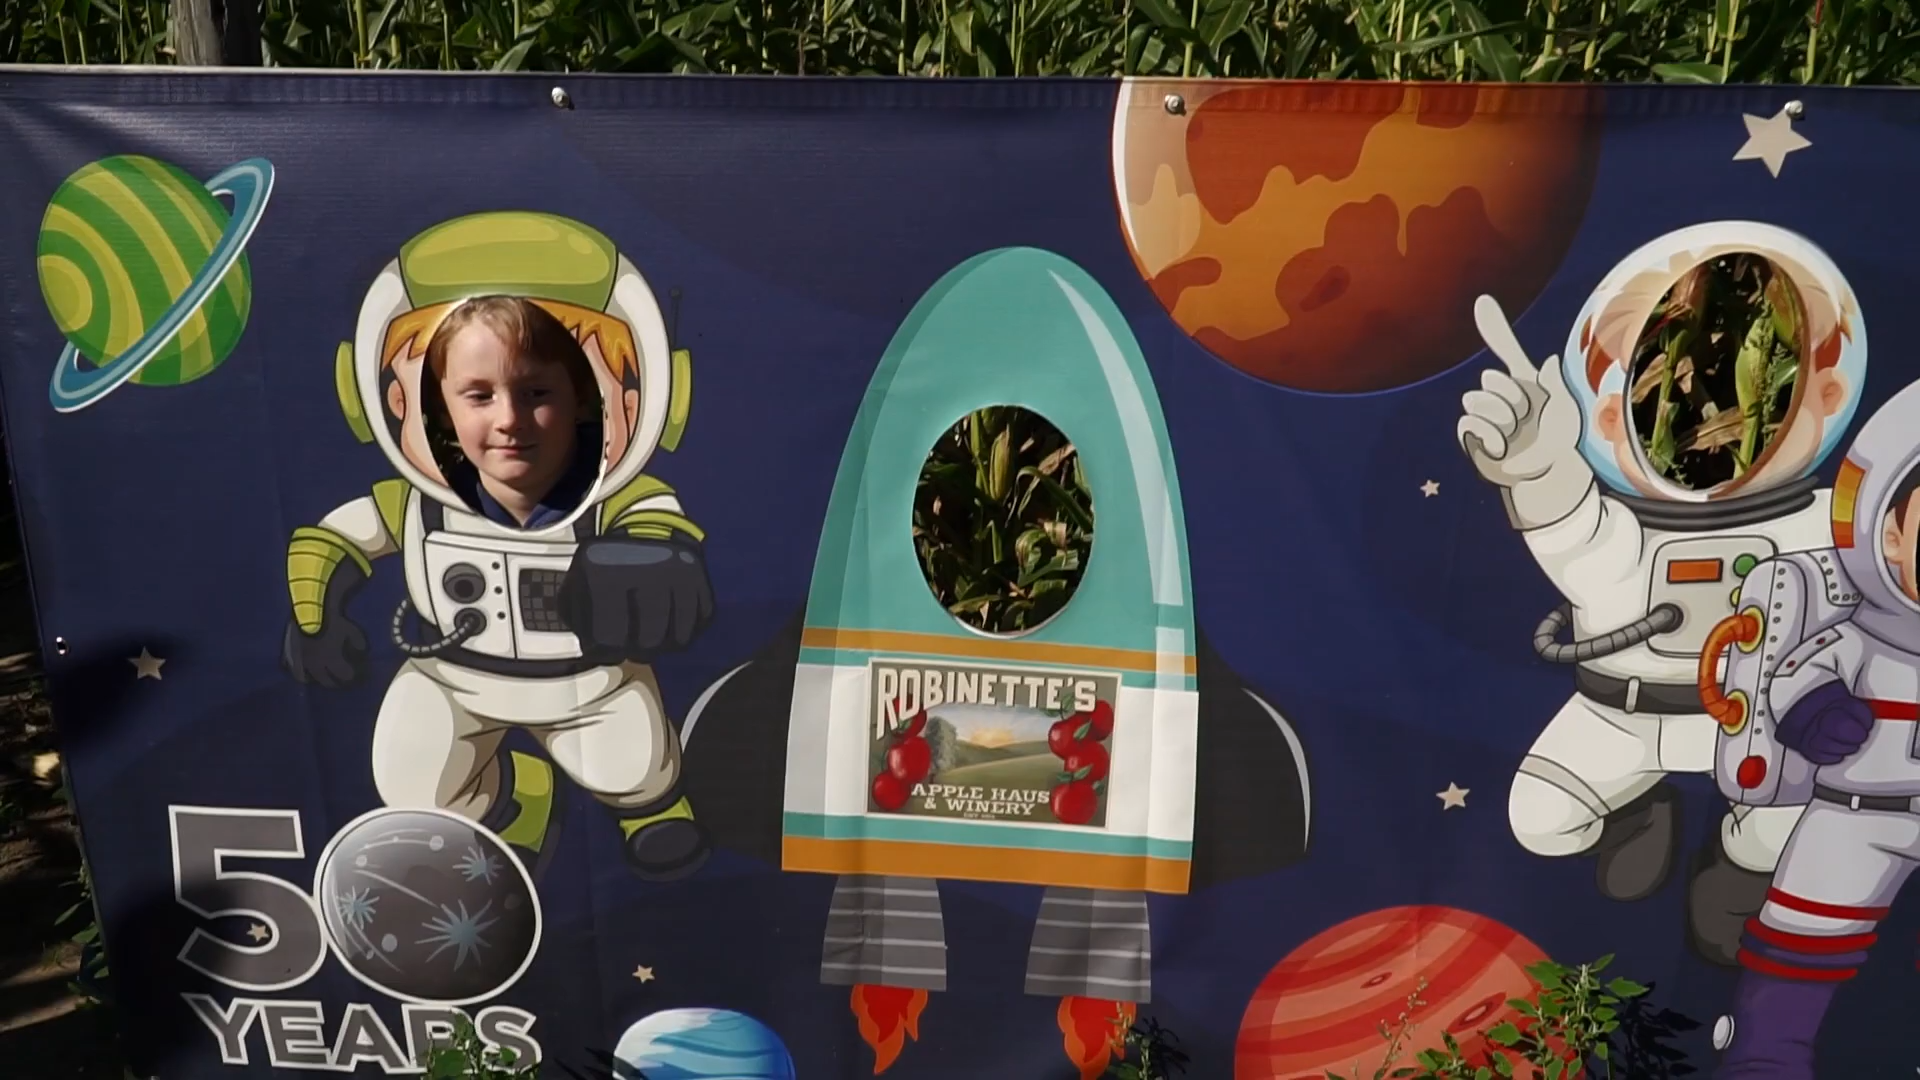 ROBINETTE'S
APPLE HAUS
& WINERY
50
YEARS